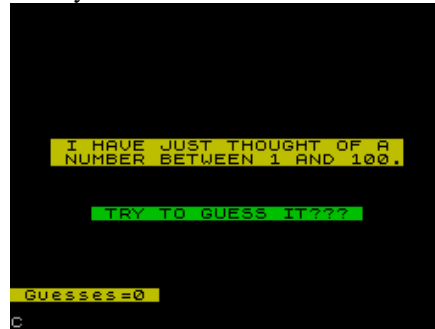 I HAVE JUST THOUGHT OF A
NUMBER BETWEEN 1 AND 100.
TRY TO GUESS IT???
Guesses=0
C